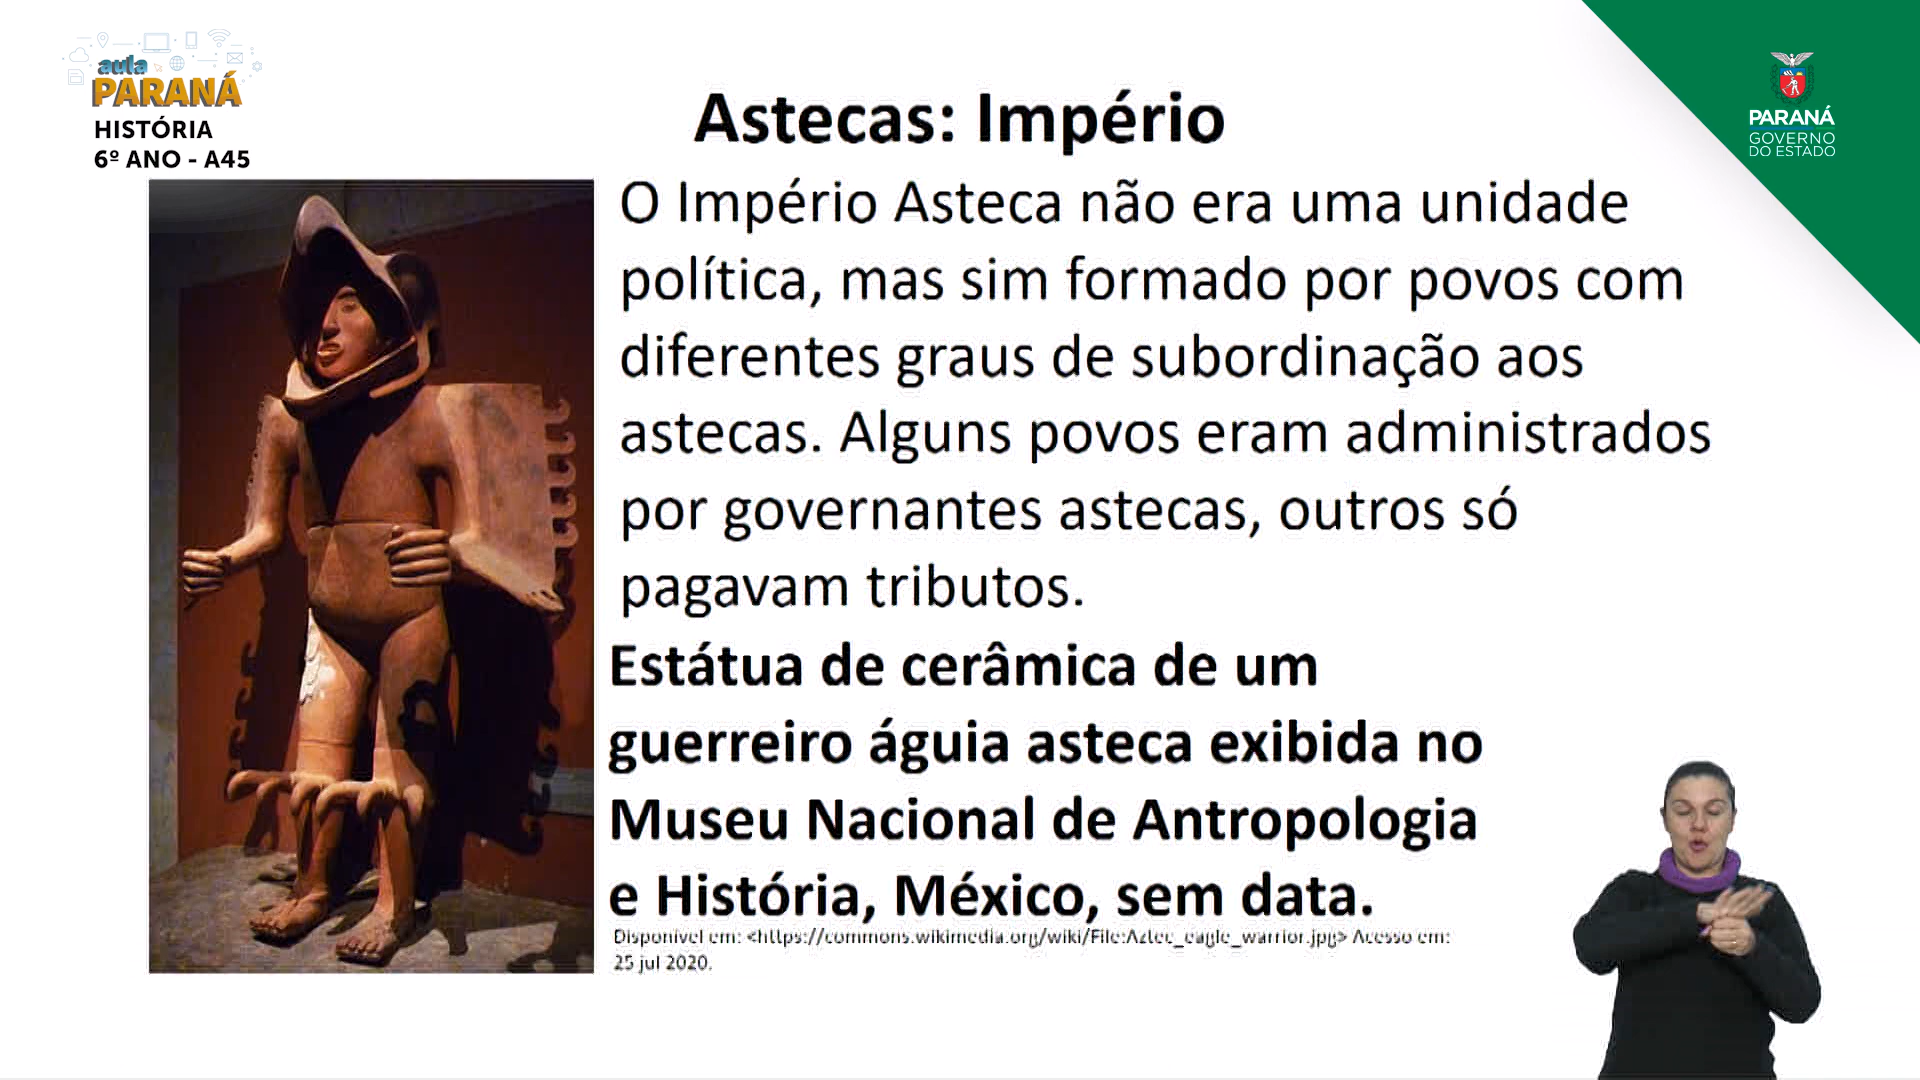 aula
PARANÁ
HISTÓRIA
6º ANO - A45
PARANÁ
GOVERNO
DO ESTADO
Astecas: Império
O Império Asteca não era uma unidade
política, mas sim formado por povos com
diferentes graus de subordinação aos
astecas. Alguns povos eram administrados
por governantes astecas, outros só
pagavam tributos.
Estátua de cerâmica de um
guerreiro águia asteca exibida no
Museu Nacional de Antropologia
e História, México, sem data.
Disponível em: <https://commons.wikimedia.org/wiki/File:Aztec_eagle_warrior.jpg> Acesso em:
25 jul 2020.